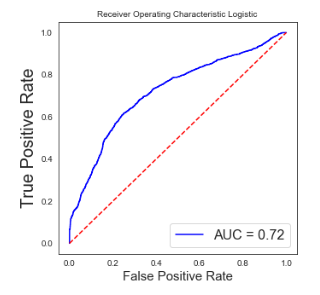 Receiver Operating Characteristic Logistic
True Positive Rate
1.0
0.8
0.6
0.4
0.2
0.0
AUC = 0.72
0.0 0.2 0.4 0.6 0.8 1.0
False Positive Rate